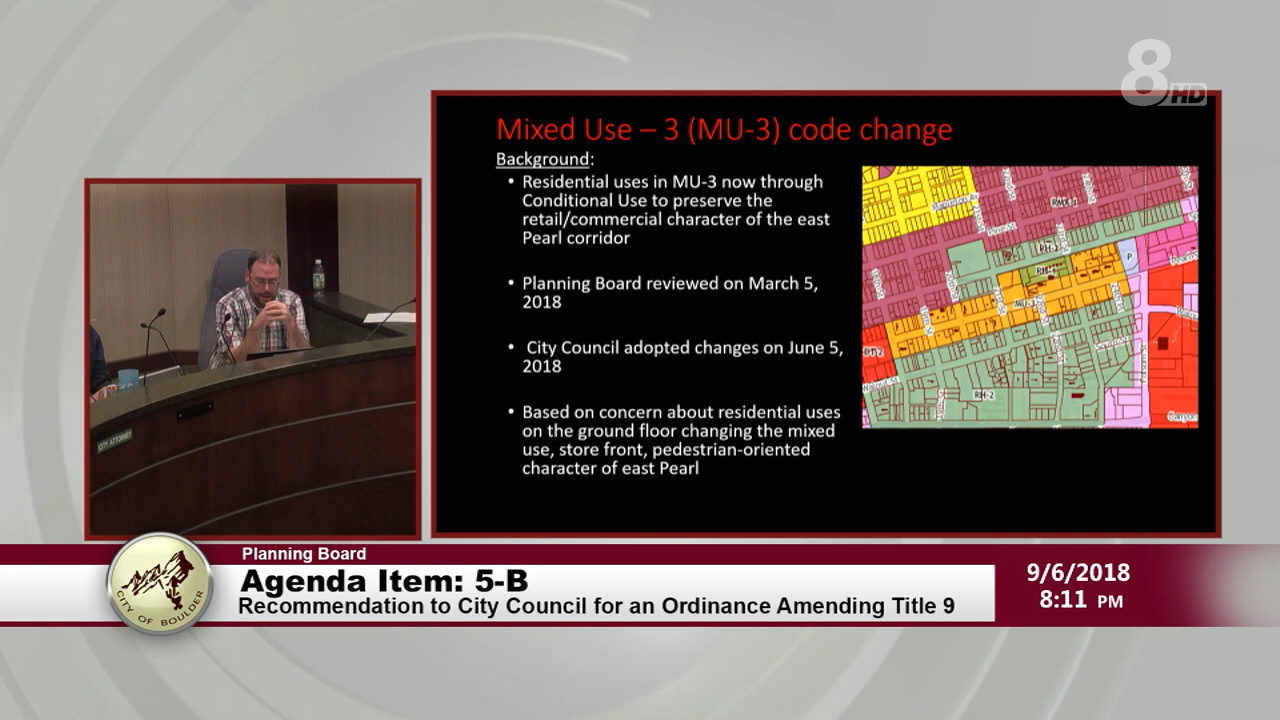 8
HD
Mixed Use – 3 (MU-3) code change
Background:
• Residential uses in MU-3 now through
Conditional Use to preserve the
retail/commercial character of the east
Pearl corridor
• Planning Board reviewed on March 5,
2018
• City Council adopted changes on June 5,
2018
• Based on concern about residential uses
on the ground floor changing the mixed
use, store front, pedestrian-oriented
character of east Pearl
RH-2
P
CITY ATTORNEY
Planning Board
Agenda Item: 5-B
Recommendation to City Council for an Ordinance Amending Title 9
CITY OF BOULDER
9/6/2018
8:11 PM